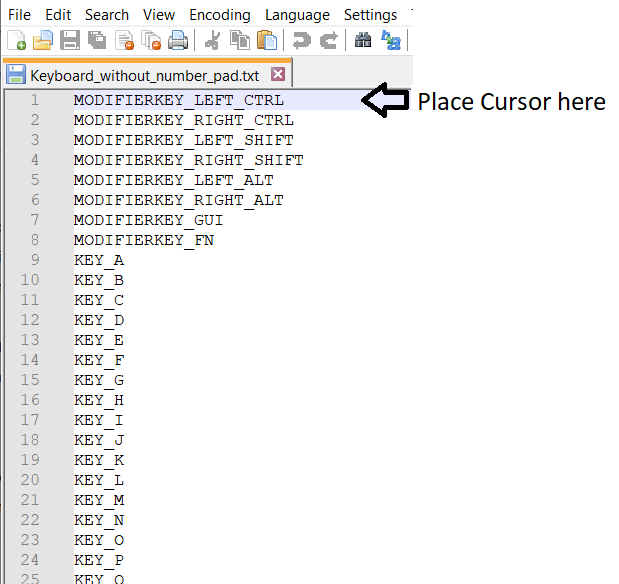 File Edit Search View Encoding Language Settings
Keyboard_without_number_pad.txt
1 MODIFIERKEY_LEFT_CTRL Place Cursor here
2 MODIFIERKEY_RIGHT_CTRL
3 MODIFIERKEY_LEFT_SHIFT
4 MODIFIERKEY_RIGHT_SHIFT
5 MODIFIERKEY_LEFT_ALT
6 MODIFIERKEY_RIGHT_ALT
7 MODIFIERKEY_GUI
8 MODIFIERKEY_FN
9 KEY_A
10 KEY_B
11 KEY_C
12 KEY_D
13 KEY_E
14 KEY_F
15 KEY_G
16 KEY_H
17 KEY_I
18 KEY_J
19 KEY_K
20 KEY_L
21 KEY_M
22 KEY_N
23 KEY_O
24 KEY_P
25 KEY_Q